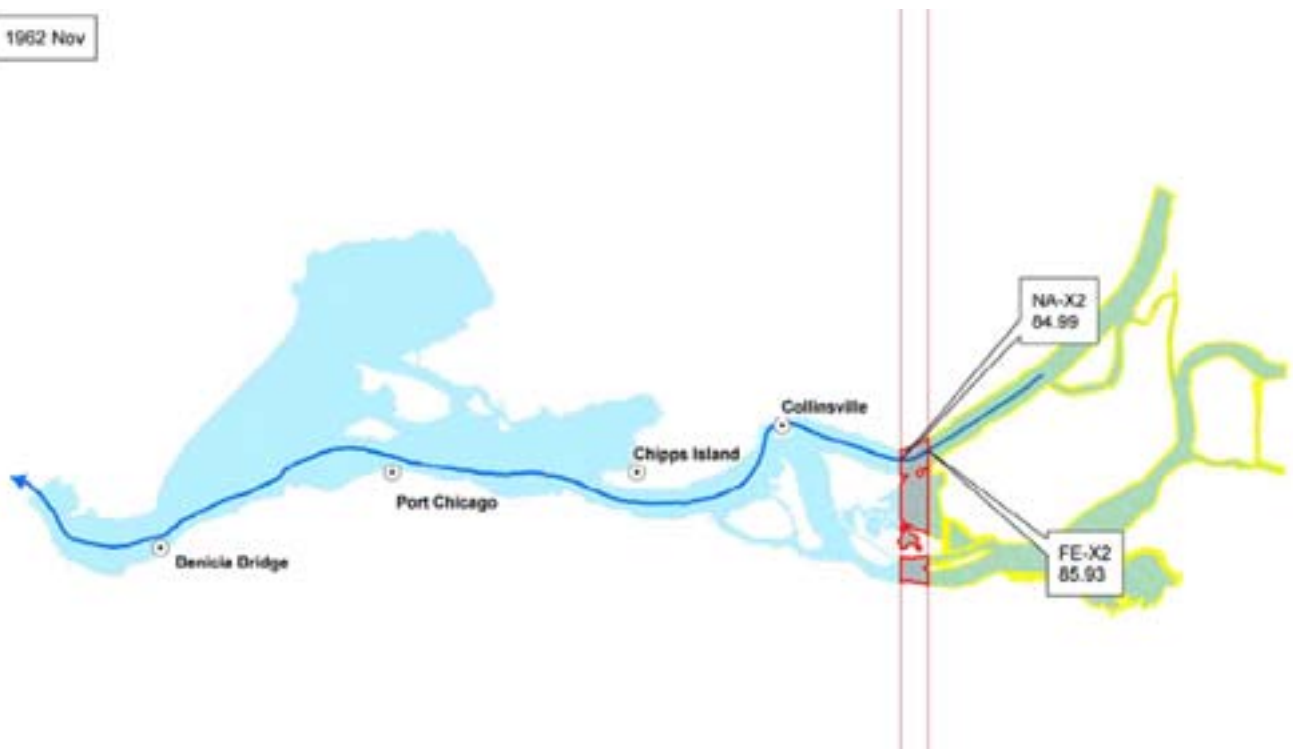 1962 Nov
NA-X2
84.99
Collinsville
Chipps Island
Port Chicago
Benicia Bridge
FE-X2
85.93